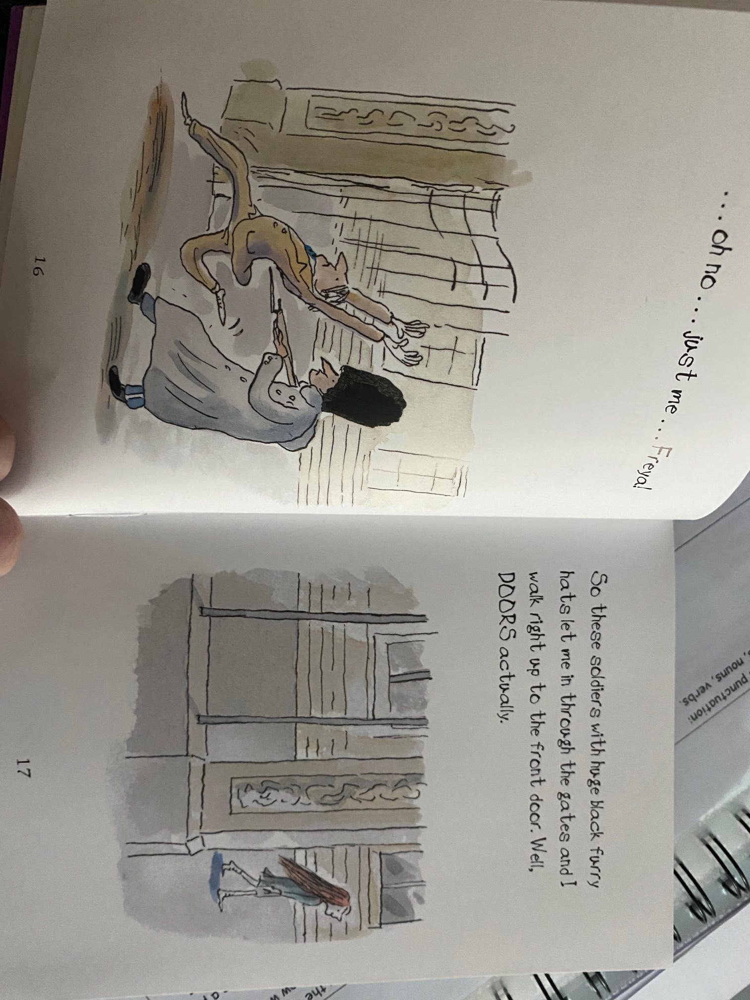 ...oh no...just me...Freya!
16
So these soldiers with huge black furry
hats let me in through the gates and I
walk right up to the front door. Well,
DOORS actually.
17
punctuation!
nouns, verbs.
the